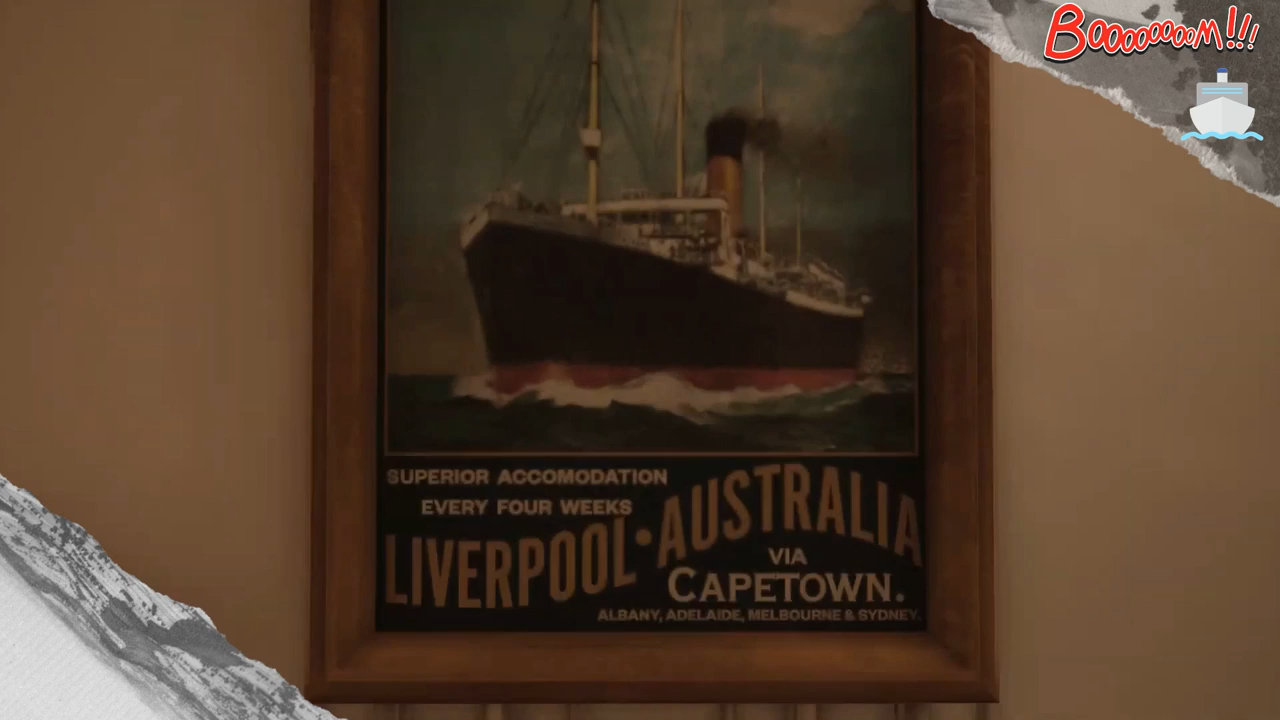 BOOOOOOOM!!!
SUPERIOR ACCOMODATION
EVERY FOUR WEEKS
LIVERPOOL • AUSTRALIA
VIA
CAPETOWN.
ALBANY, ADELAIDE, MELBOURNE & SYDNEY.